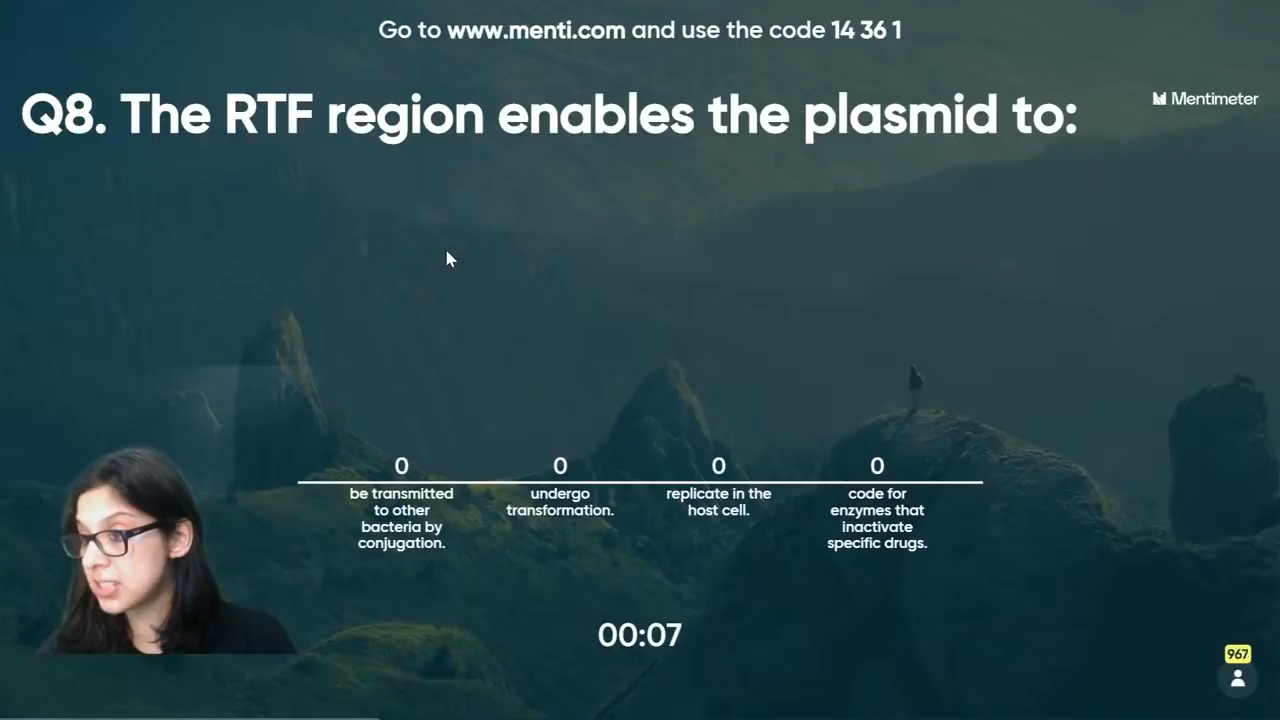 Go to www.menti.com and use the code 14 36 1
Q8. The RTF region enables the plasmid to:
Mentimeter
0
0
0
0
be transmitted
to other
bacteria by
conjugation.
undergo
transformation.
replicate in the
host cell.
code for
enzymes that
inactivate
specific drugs.
00:07
967